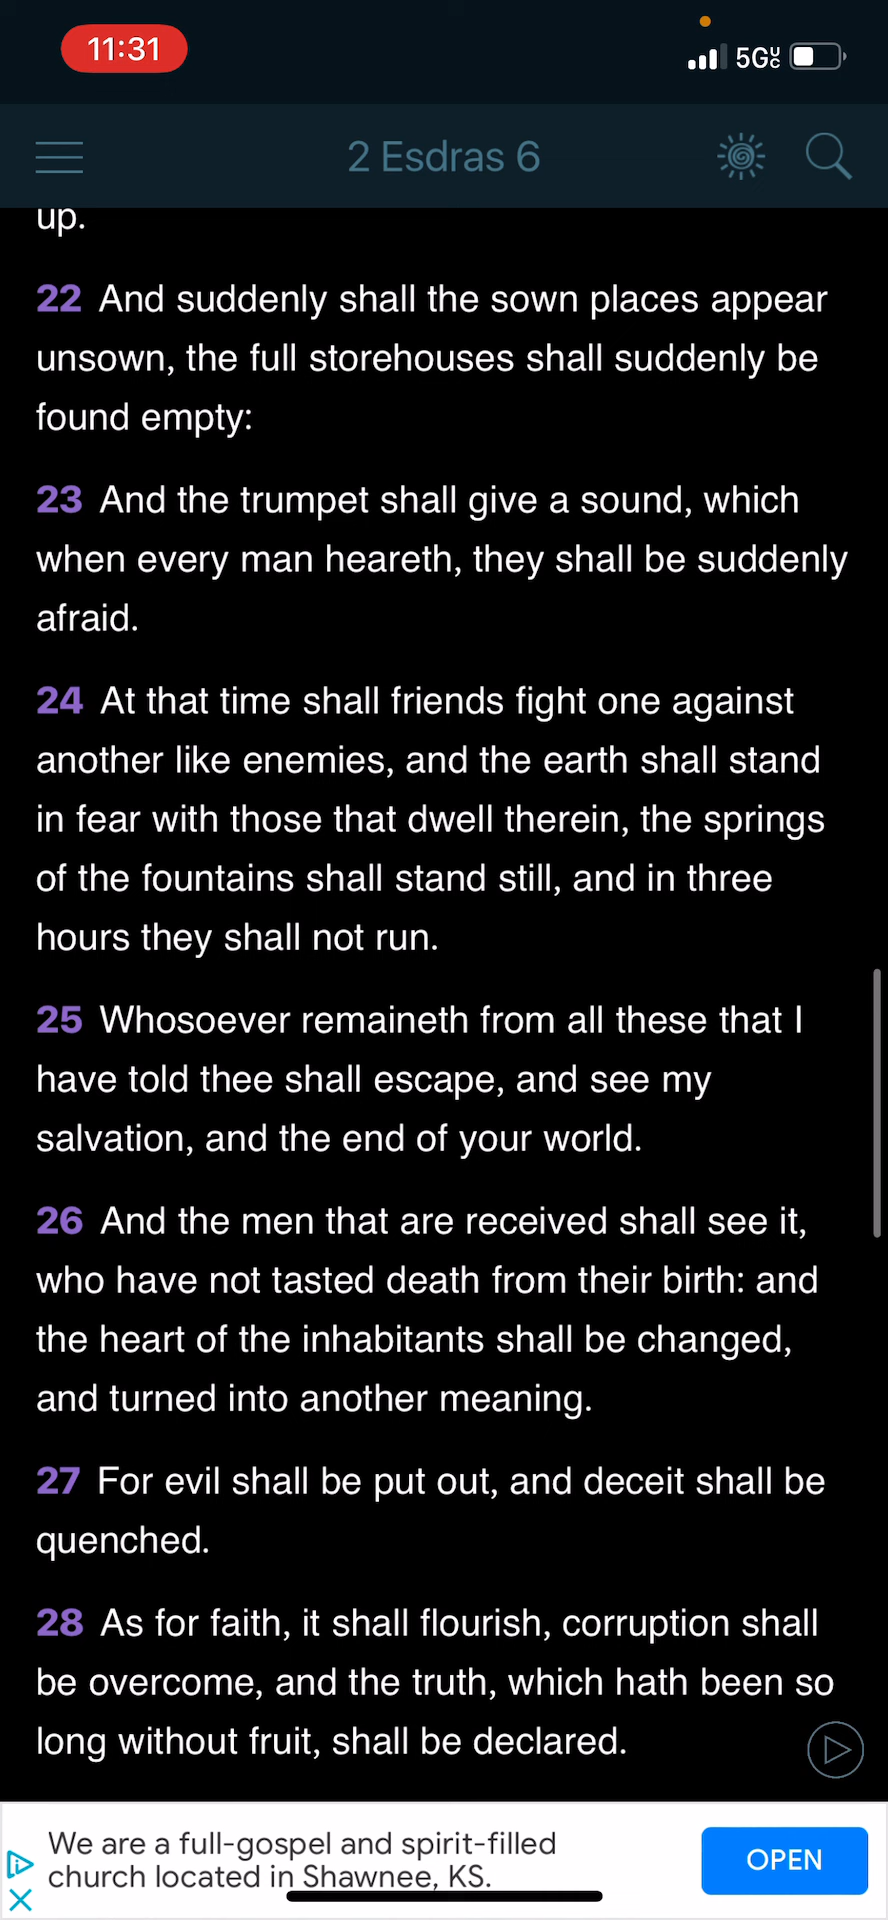 11:31
5GUC
2 Esdras 6
up.
22 And suddenly shall the sown places appear
unsown, the full storehouses shall suddenly be
found empty:
23 And the trumpet shall give a sound, which
when every man heareth, they shall be suddenly
afraid.
24 At that time shall friends fight one against
another like enemies, and the earth shall stand
in fear with those that dwell therein, the springs
of the fountains shall stand still, and in three
hours they shall not run.
25 Whosoever remaineth from all these that I
have told thee shall escape, and see my
salvation, and the end of your world.
26 And the men that are received shall see it,
who have not tasted death from their birth: and
the heart of the inhabitants shall be changed,
and turned into another meaning.
27 For evil shall be put out, and deceit shall be
quenched.
28 As for faith, it shall flourish, corruption shall
be overcome, and the truth, which hath been so
long without fruit, shall be declared.
We are a full-gospel and spirit-filled
church located in Shawnee, KS.
OPEN